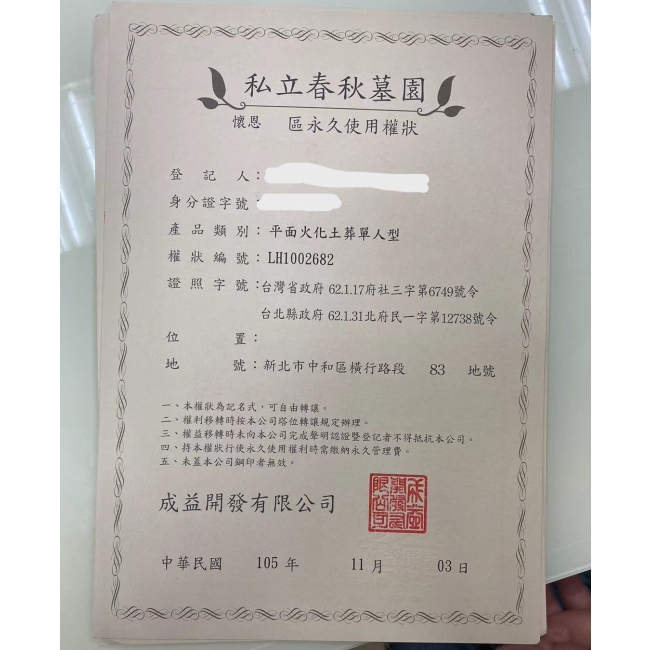 私立春秋墓園
懷恩 區永久使用權狀
登記人：
身分證字號：
產品類別：平面火化土葬單人型
權狀編號：LH1002682
證照字號：台灣省政府 62.1.17府社三字第6749號令
台北縣政府 62.1.31北府民一字第12738號令
位置：
地號：新北市中和區橫行路段 83 地號
一、本權狀為記名式，可自由轉讓。
二、權利移轉時按本公司塔位轉讓規定辦理。
三、權益移轉時未向本公司完成聲明認證暨登記者不得抵抗本公司。
四、持本權狀行使永久使用權利時需繳納永久管理費。
五、未蓋本公司鋼印者無效。
成益開發有限公司
中華民國 105 年 11 月 03 日